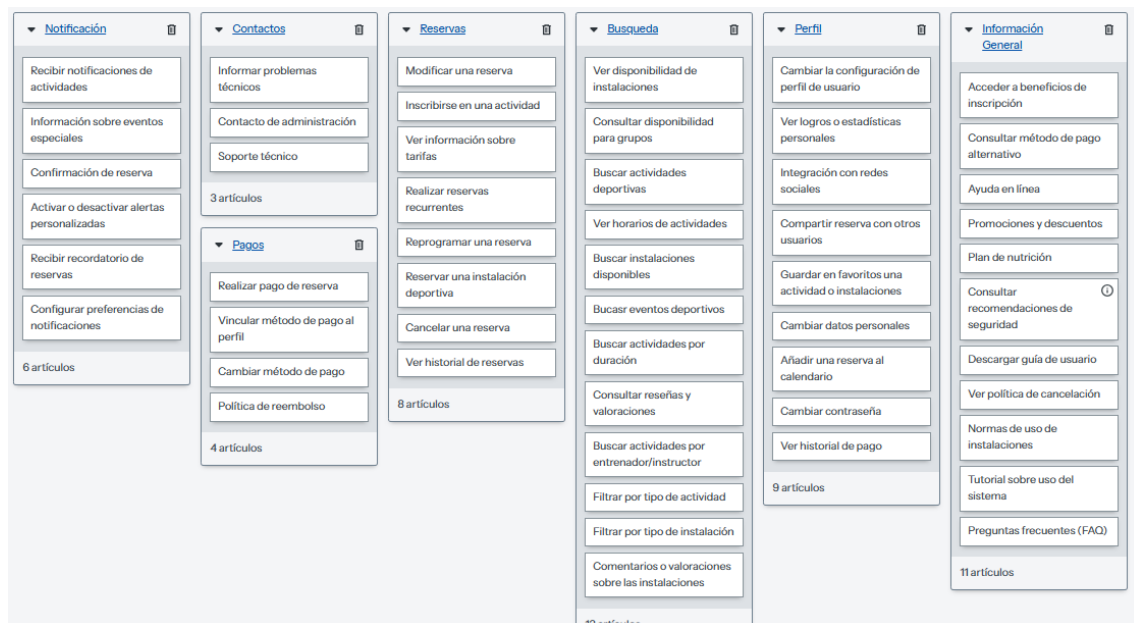 Notificación
Recibir notificaciones de
actividades
Información sobre eventos
especiales
Confirmación de reserva
Activar o desactivar alertas
personalizadas
Recibir recordatorio de
reservas
Configurar preferencias de
notificaciones
6 artículos
Contactos
Informar problemas
técnicos
Contacto de administración
Soporte técnico
3 artículos
Pagos
Realizar pago de reserva
Vincular método de pago al
perfil
Cambiar método de pago
Política de reembolso
4 artículos
Reservas
Modificar una reserva
Inscribirse en una actividad
Ver información sobre
tarifas
Realizar reservas
recurrentes
Reprogramar una reserva
Reservar una instalación
deportiva
Cancelar una reserva
Ver historial de reservas
8 artículos
Busqueda
Ver disponibilidad de
instalaciones
Consultar disponibilidad
para grupos
Buscar actividades
deportivas
Ver horarios de actividades
Buscar instalaciones
disponibles
Bucasr eventos deportivos
Buscar actividades por
duración
Consultar reseñas y
valoraciones
Buscar actividades por
entrenador/instructor
Filtrar por tipo de actividad
Filtrar por tipo de instalación
Comentarios o valoraciones
sobre las instalaciones
Perfil
Cambiar la configuración de
perfil de usuario
Ver logros o estadísticas
personales
Integración con redes
sociales
Compartir reserva con otros
usuarios
Guardar en favoritos una
actividad o instalaciones
Cambiar datos personales
Añadir una reserva al
calendario
Cambiar contraseña
Ver historial de pago
9 artículos
Información
General
Acceder a beneficios de
inscripción
Consultar método de pago
alternativo
Ayuda en línea
Promociones y descuentos
Plan de nutrición
Consultar
recomendaciones de
seguridad
Descargar guía de usuario
Ver política de cancelación
Normas de uso de
instalaciones
Tutorial sobre uso del
sistema
Preguntas frecuentes (FAQ)
11 artículos